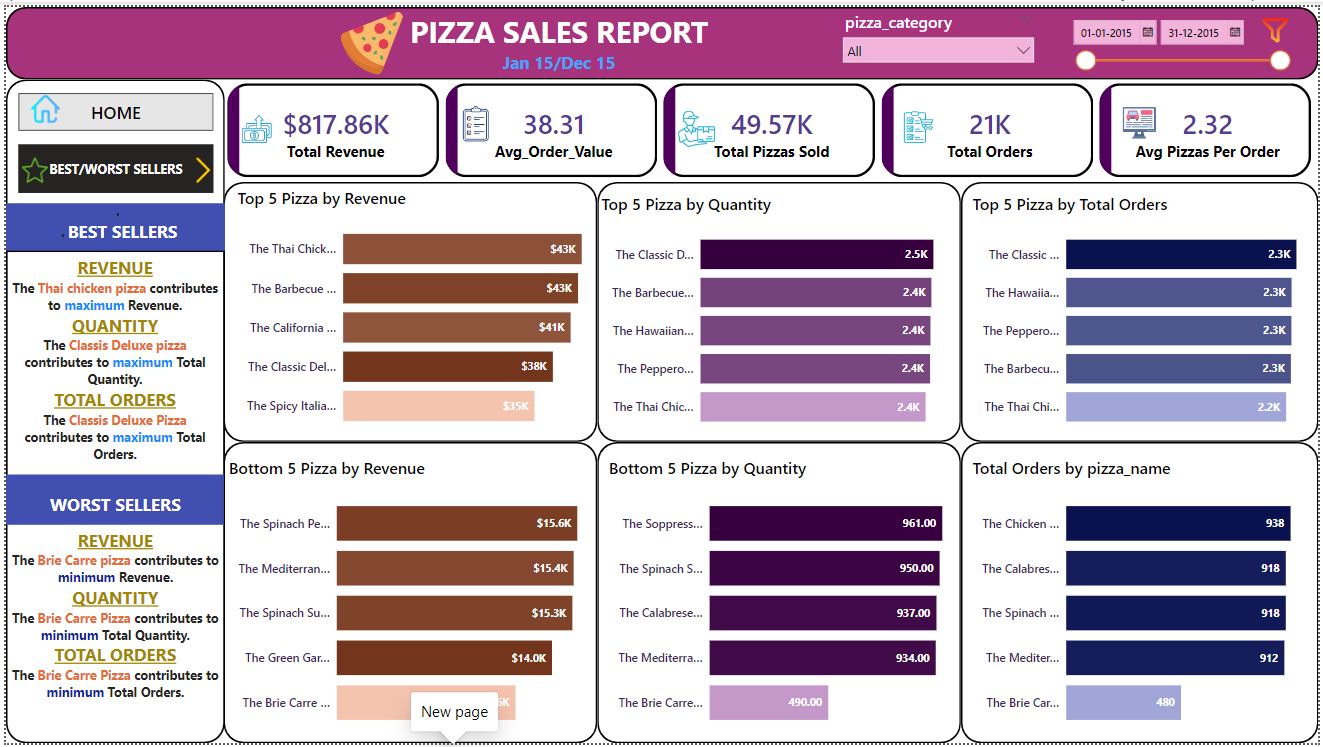 PIZZA SALES REPORT
Jan 15/Dec 15
pizza_category
All
01-01-2015
31-12-2015
HOME
BEST/WORST SELLERS
$817.86K
Total Revenue
38.31
Avg_Order_Value
49.57K
Total Pizzas Sold
21K
Total Orders
2.32
Avg Pizzas Per Order
BEST SELLERS
REVENUE
The Thai chicken pizza contributes
to maximum Revenue.
QUANTITY
The Classis Deluxe pizza
contributes to maximum Total
Quantity.
TOTAL ORDERS
The Classis Deluxe Pizza
contributes to maximum Total
Orders.
WORST SELLERS
REVENUE
The Brie Carre pizza contributes to
minimum Revenue.
QUANTITY
The Brie Carre Pizza contributes to
minimum Total Quantity.
TOTAL ORDERS
The Brie Carre Pizza contributes to
minimum Total Orders.
Top 5 Pizza by Revenue
The Thai Chick... $43K
The Barbecue ... $43K
The California ... $41K
The Classic Del... $38K
The Spicy Italia... $35K
Top 5 Pizza by Quantity
The Classic D... 2.5K
The Barbecue... 2.4K
The Hawaiian... 2.4K
The Peppero... 2.4K
The Thai Chic... 2.4K
Top 5 Pizza by Total Orders
The Classic ... 2.3K
The Hawaiia... 2.3K
The Peppero... 2.3K
The Barbecu... 2.3K
The Thai Chi... 2.2K
Bottom 5 Pizza by Revenue
The Spinach Pe... $15.6K
The Mediterran... $15.4K
The Spinach Su... $15.3K
The Green Gar... $14.0K
The Brie Carre ...
New page
Bottom 5 Pizza by Quantity
The Soppress... 961.00
The Spinach S... 950.00
The Calabrese... 937.00
The Mediterra... 934.00
The Brie Carre... 490.00
Total Orders by pizza_name
The Chicken ... 938
The Calabres... 918
The Spinach ... 918
The Mediter... 912
The Brie Car... 480